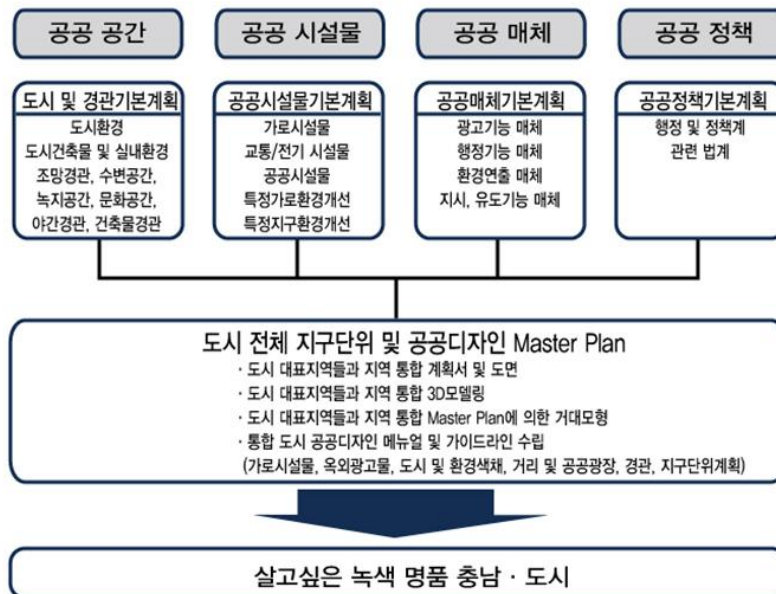 공공 공간
공공 시설물
공공 매체
공공 정책
도시 및 경관기본계획
도시환경
도시건축물 및 실내환경
조망경관, 수변공간,
녹지공간, 문화공간,
야간경관, 건축물경관
공공시설물기본계획
가로시설물
교통/전기 시설물
공공시설물
특정가로환경개선
특정지구환경개선
공공매체기본계획
광고기능 매체
행정기능 매체
환경연출 매체
지시, 유도기능 매체
공공정책기본계획
행정 및 정책계
관련 법계
도시 전체 지구단위 및 공공디자인 Master Plan
· 도시 대표지역들과 지역 통합 계획서 및 도면
· 도시 대표지역들과 지역 통합 3D모델링
· 도시 대표지역들과 지역 통합 Master Plan에 의한 거대모형
· 통합 도시 공공디자인 메뉴얼 및 가이드라인 수립
(가로시설물, 옥외광고물, 도시 및 환경색채, 거리 및 공공광장, 경관, 지구단위계획)
살고싶은 녹색 명품 충남 · 도시